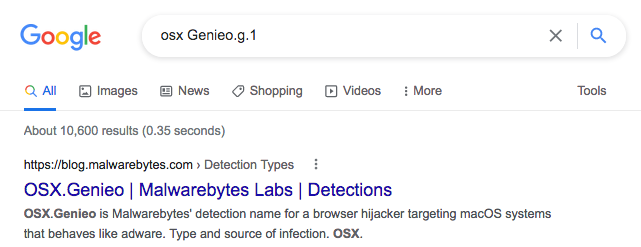 Google osx Genieo.g.1
All Images News Shopping Videos More Tools
About 10,600 results (0.35 seconds)
https://blog.malwarebytes.com › Detection Types
OSX.Genieo | Malwarebytes Labs | Detections
OSX.Genieo is Malwarebytes' detection name for a browser hijacker targeting macOS systems
that behaves like adware. Type and source of infection. OSX.